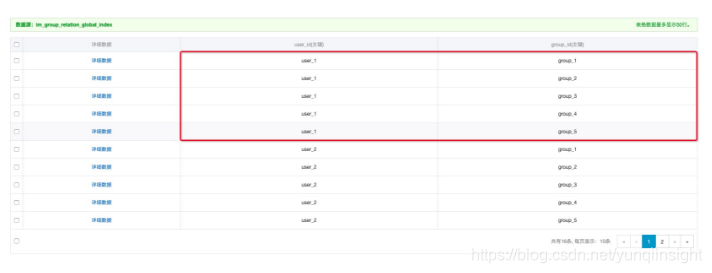 数据源: im_group_relation_global_index 表格数据最多显示50行。
详细数据 user_id(主键) group_id(主键)
详细数据 user_1 group_1
详细数据 user_1 group_2
详细数据 user_1 group_3
详细数据 user_1 group_4
详细数据 user_1 group_5
详细数据 user_2 group_1
详细数据 user_2 group_2
详细数据 user_2 group_3
详细数据 user_2 group_4
详细数据 user_2 group_5
共有16条, 每页显示: 10条 « ‹ 1 2 › »
https://blog.csdn.net/yunqiinsight